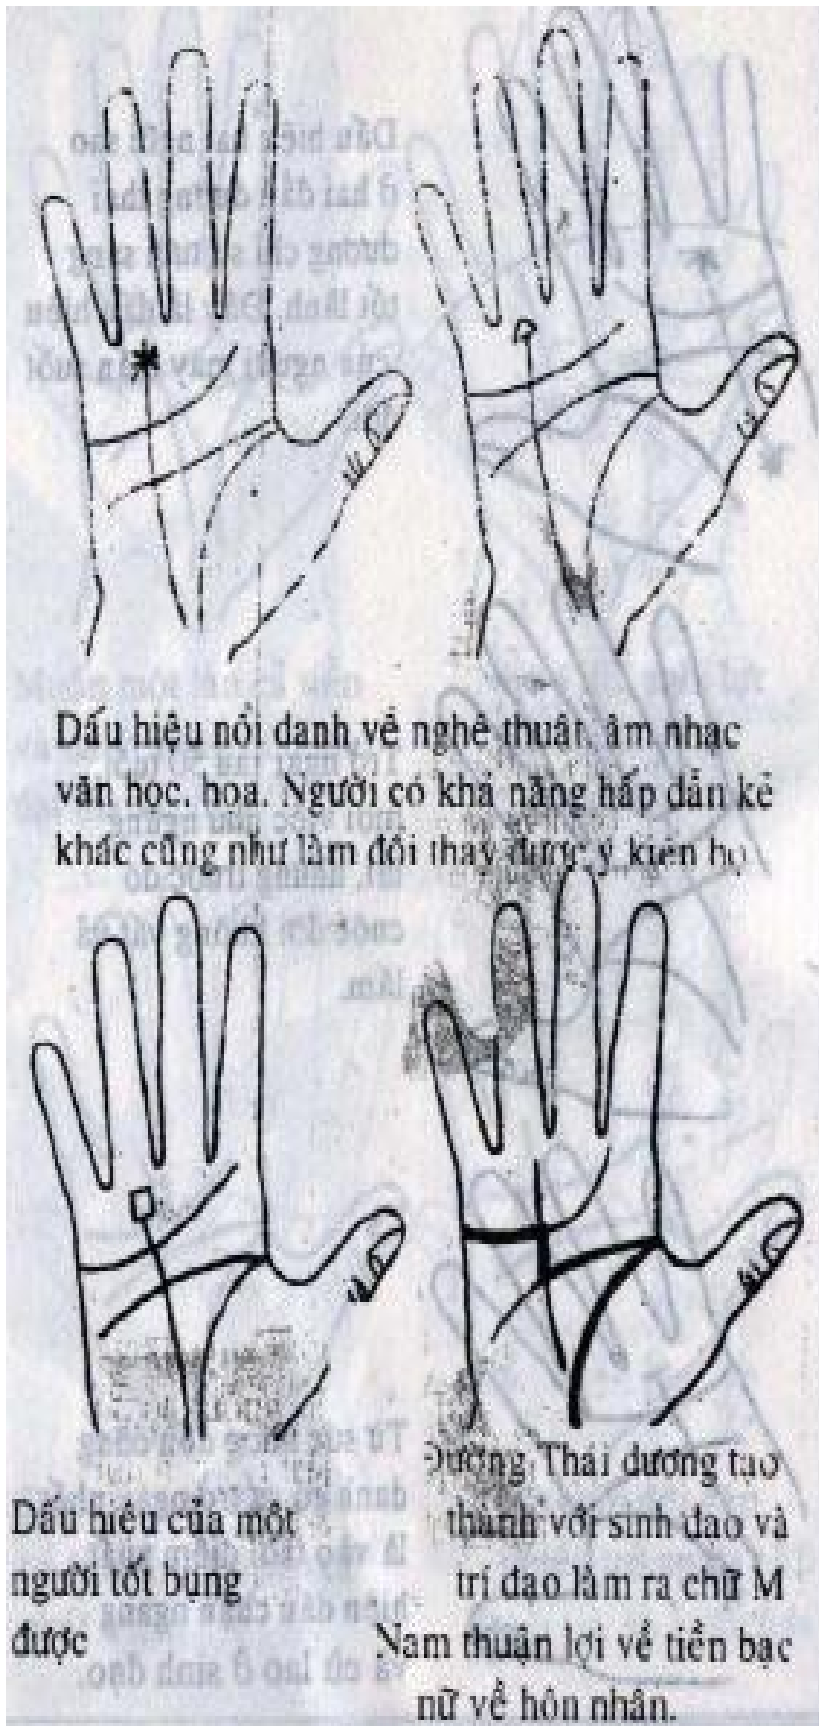 Dấu hiệu nổi danh về nghệ thuật, âm nhạc
văn học, họa. Người có khả năng hấp dẫn kẻ
khác cũng như làm đổi thay được ý kiến họ
Dấu hiệu của một
người tốt bụng
được
Đường Thái dương tạo
thành với sinh đạo và
trí đạo làm ra chữ M
Nam thuận lợi về tiền bạc
nữ về hôn nhân.